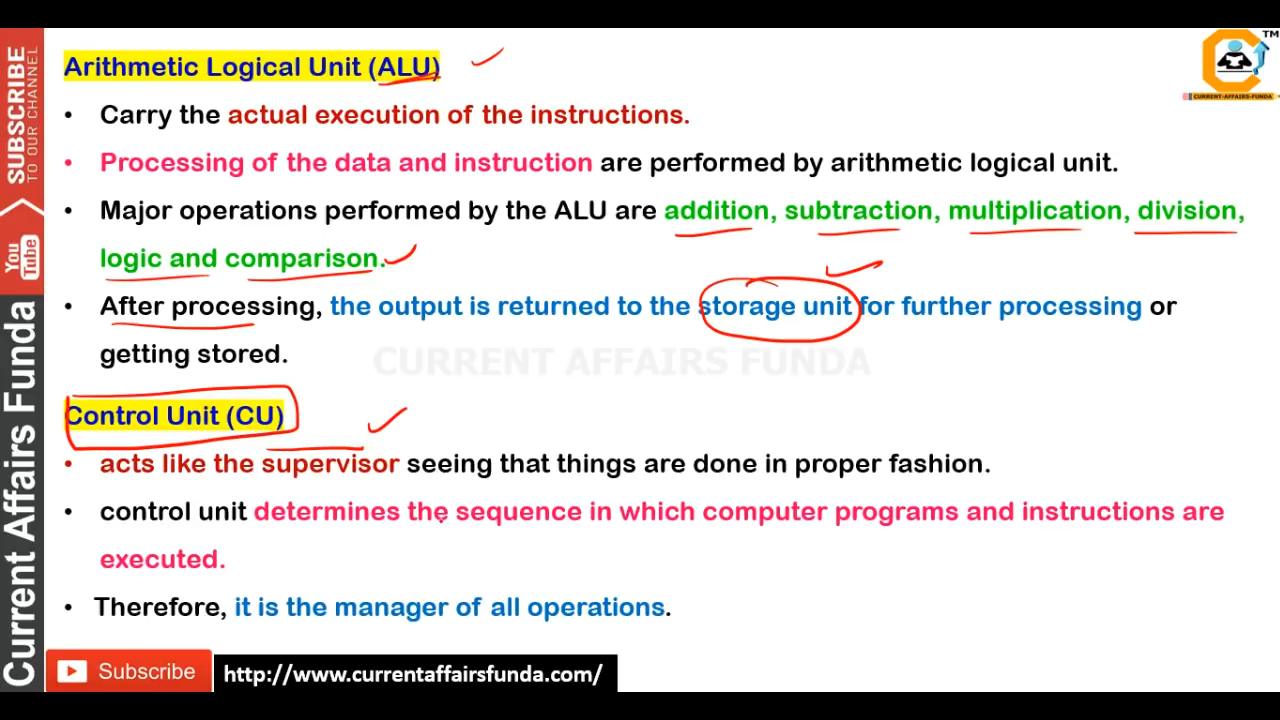 Arithmetic Logical Unit (ALU)
• Carry the actual execution of the instructions.
• Processing of the data and instruction are performed by arithmetic logical unit.
• Major operations performed by the ALU are addition, subtraction, multiplication, division,
logic and comparison.
• After processing, the output is returned to the storage unit for further processing or
getting stored.
CURRENT AFFAIRS FUNDA
Control Unit (CU)
• acts like the supervisor seeing that things are done in proper fashion.
• control unit determines the sequence in which computer programs and instructions are
executed.
• Therefore, it is the manager of all operations.
Subscribe
http://www.currentaffairsfunda.com/
SUBSCRIBE
TO OUR CHANNEL
You
Tube
Current Affairs Funda
TM
CURRENT-AFFAIRS-FUNDA